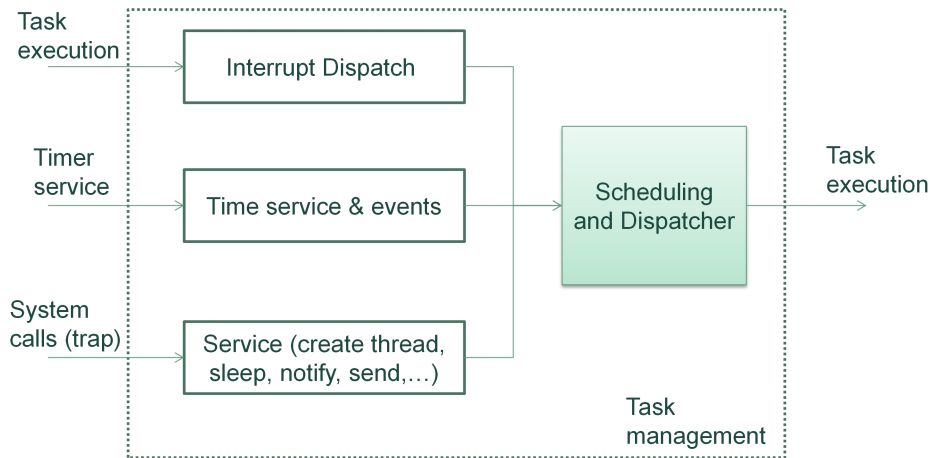 Task
execution
Interrupt Dispatch
Timer
service
Time service & events
Scheduling
and Dispatcher
Task
execution
System
calls (trap)
Service (create thread,
sleep, notify, send,…)
Task
management